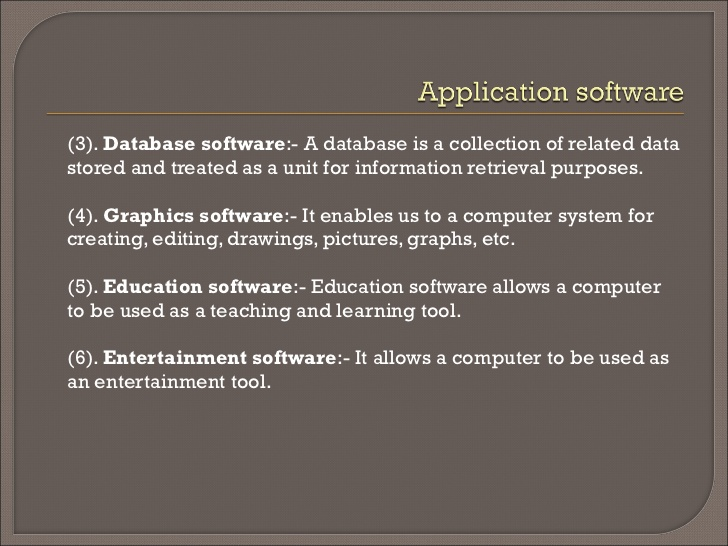 Application software
(3). Database software:- A database is a collection of related data
stored and treated as a unit for information retrieval purposes.
(4). Graphics software:- It enables us to a computer system for
creating, editing, drawings, pictures, graphs, etc.
(5). Education software:- Education software allows a computer
to be used as a teaching and learning tool.
(6). Entertainment software:- It allows a computer to be used as
an entertainment tool.